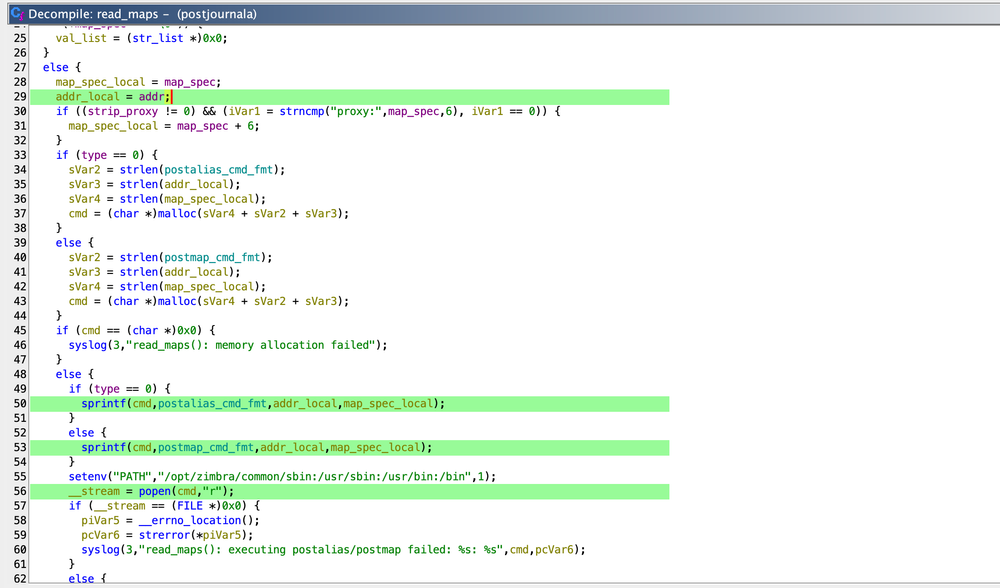 Decompile: read_maps – (postjournala)
25 val_list = (str_list *)0x0;
26 }
27 else {
28 map_spec_local = map_spec;
29 addr_local = addr;
30 if ((strip_proxy != 0) && (iVar1 = strncmp("proxy:",map_spec,6), iVar1 == 0)) {
31 map_spec_local = map_spec + 6;
32 }
33 if (type == 0) {
34 sVar2 = strlen(postalias_cmd_fmt);
35 sVar3 = strlen(addr_local);
36 sVar4 = strlen(map_spec_local);
37 cmd = (char *)malloc(sVar4 + sVar2 + sVar3);
38 }
39 else {
40 sVar2 = strlen(postmap_cmd_fmt);
41 sVar3 = strlen(addr_local);
42 sVar4 = strlen(map_spec_local);
43 cmd = (char *)malloc(sVar4 + sVar2 + sVar3);
44 }
45 if (cmd == (char *)0x0) {
46 syslog(3,"read_maps(): memory allocation failed");
47 }
48 else {
49 if (type == 0) {
50 sprintf(cmd,postalias_cmd_fmt,addr_local,map_spec_local);
51 }
52 else {
53 sprintf(cmd,postmap_cmd_fmt,addr_local,map_spec_local);
54 }
55 setenv("PATH","/opt/zimbra/common/sbin:/usr/sbin:/usr/bin:/bin",1);
56 __stream = popen(cmd,"r");
57 if (__stream == (FILE *)0x0) {
58 piVar5 = __errno_location();
59 pcVar6 = strerror(*piVar5);
60 syslog(3,"read_maps(): executing postalias/postmap failed: %s: %s",cmd,pcVar6);
61 }
62 else {